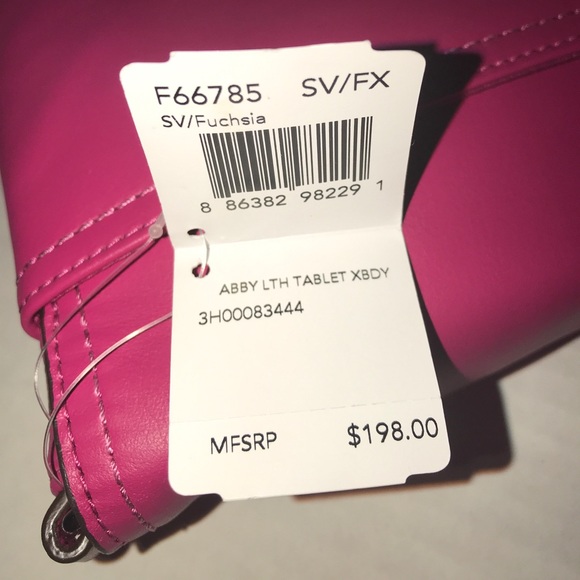 F66785 SV/FX
SV/Fuchsia
8 86382 98229 1
ABBY LTH TABLET XBDY
3H00083444
MFSRP $198.00